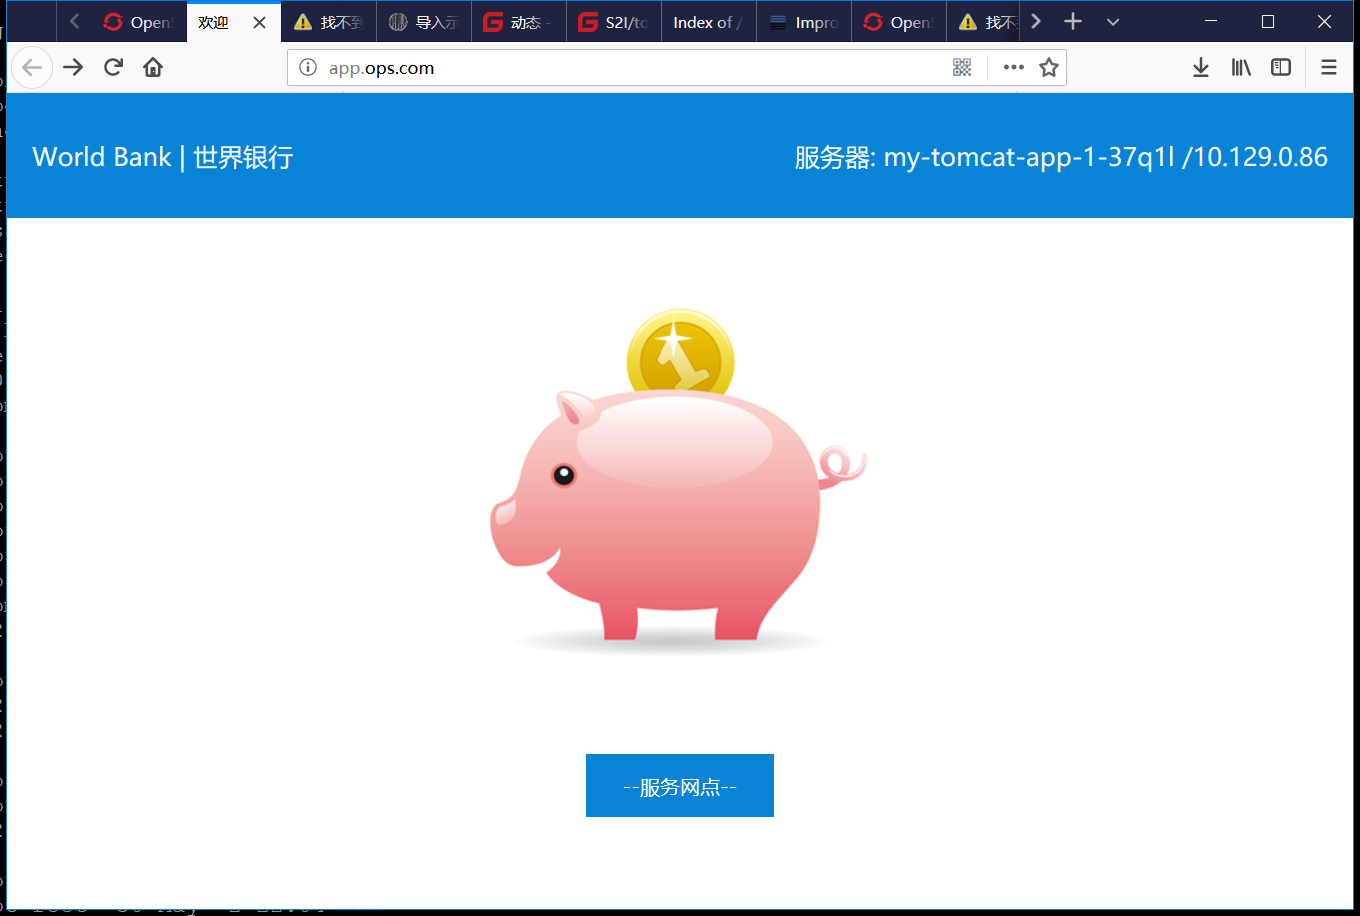 Open
欢迎
找不到
导入示
动态 -
S2I/to
Index of /
Impro
Open
找不
app.ops.com
World Bank | 世界银行
服务器: my-tomcat-app-1-37q1l /10.129.0.86
--服务网点--